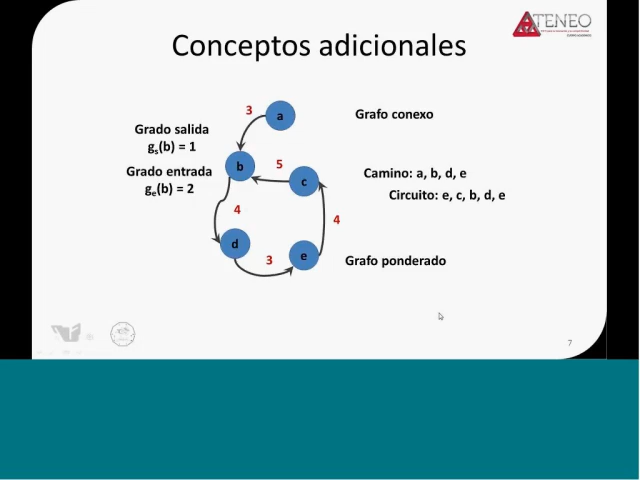 ATENEO
Conceptos adicionales
3
a
Grafo conexo
Grado salida
gs(b) = 1
Grado entrada
ge(b) = 2
b
5
c
Camino: a, b, d, e
Circuito: e, c, b, d, e
4
4
d
3
e
Grafo ponderado
7